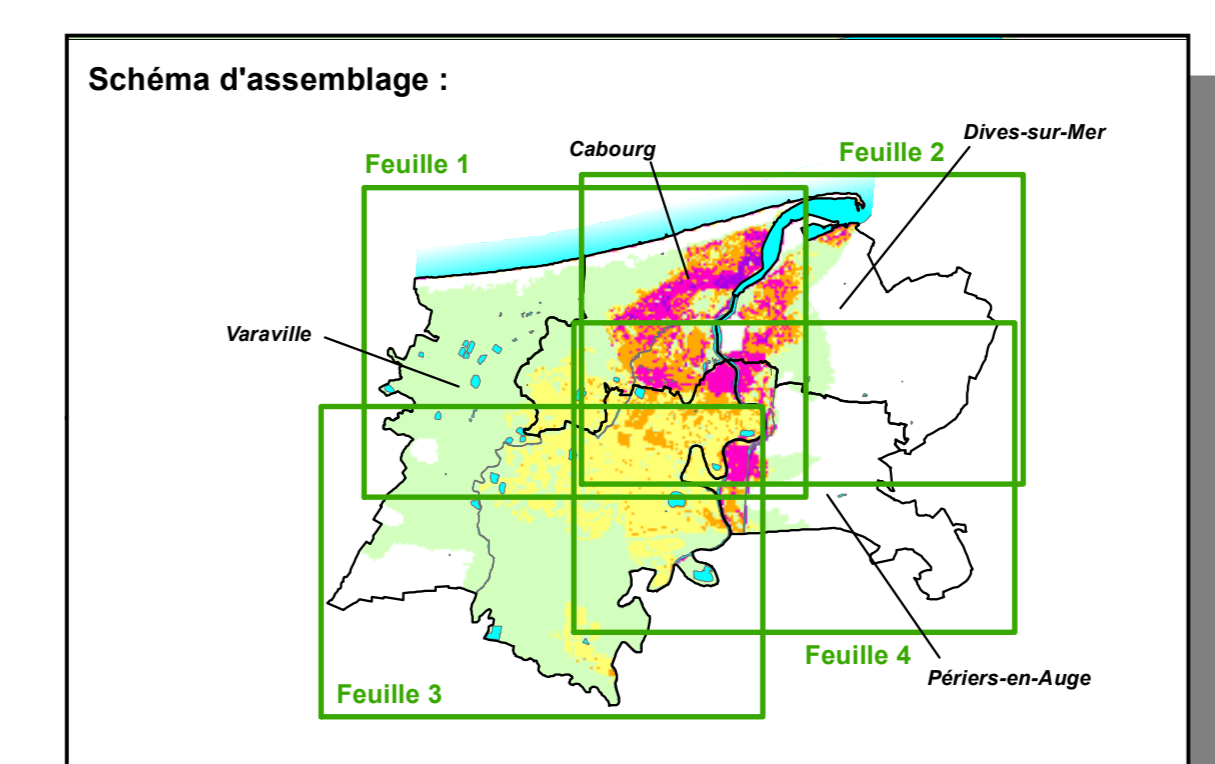 Schéma d'assemblage :
Dives-sur-Mer
Cabourg
Feuille 2
Feuille 1
Varaville
Feuille 4
Périers-en-Auge
Feuille 3